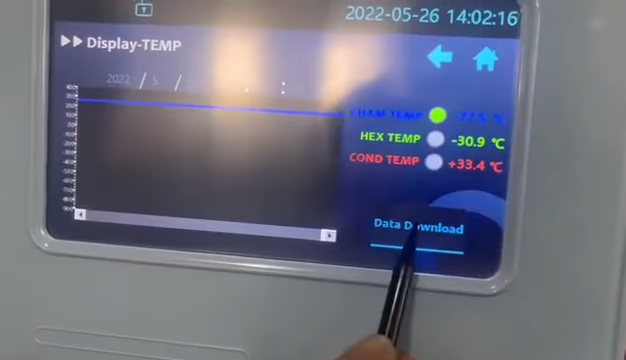 2022-05-26 14:02:16
Display-TEMP
2022 / 5 / :
CHAM TEMP
HEX TEMP -30.9 ℃
COND TEMP +33.4 ℃
Data Download